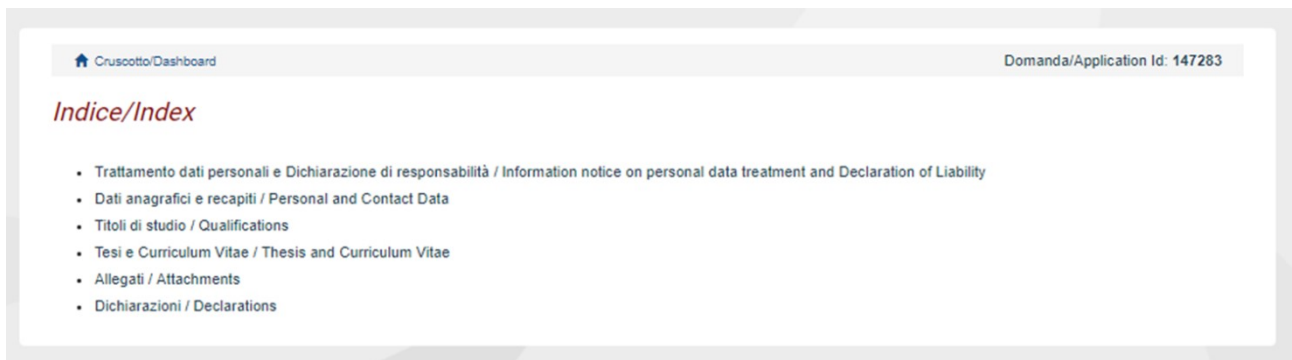 Cruscotto/Dashboard Domanda/Application Id: 147283
Indice/Index
• Trattamento dati personali e Dichiarazione di responsabilità / Information notice on personal data treatment and Declaration of Liability
• Dati anagrafici e recapiti / Personal and Contact Data
• Titoli di studio / Qualifications
• Tesi e Curriculum Vitae / Thesis and Curriculum Vitae
• Allegati / Attachments
• Dichiarazioni / Declarations